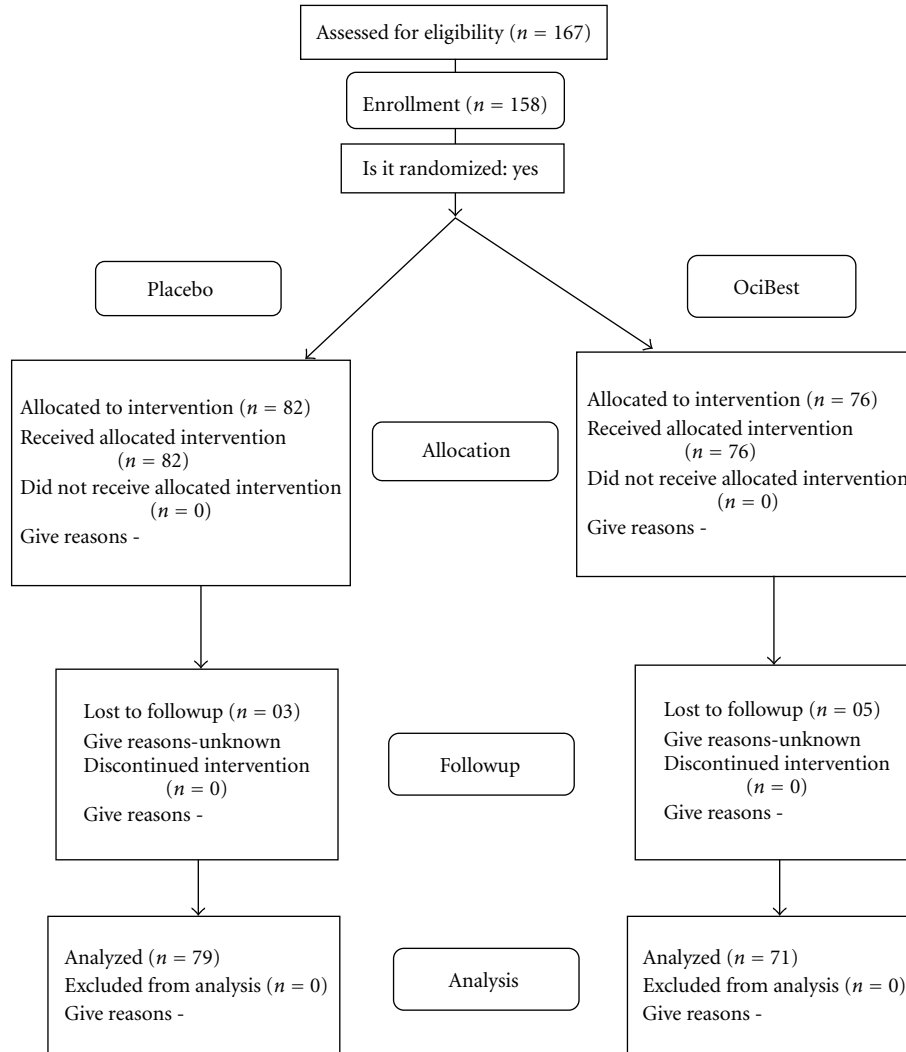 Assessed for eligibility (n = 167)
Enrollment (n = 158)
Is it randomized: yes
Placebo
OciBest
Allocated to intervention (n = 82)
Received allocated intervention
(n = 82)
Did not receive allocated intervention
(n = 0)
Give reasons -
Allocation
Allocated to intervention (n = 76)
Received allocated intervention
(n = 76)
Did not receive allocated intervention
(n = 0)
Give reasons -
Lost to followup (n = 03)
Give reasons-unknown
Discontinued intervention
(n = 0)
Give reasons -
Followup
Lost to followup (n = 05)
Give reasons-unknown
Discontinued intervention
(n = 0)
Give reasons -
Analyzed (n = 79)
Excluded from analysis (n = 0)
Give reasons -
Analysis
Analyzed (n = 71)
Excluded from analysis (n = 0)
Give reasons -